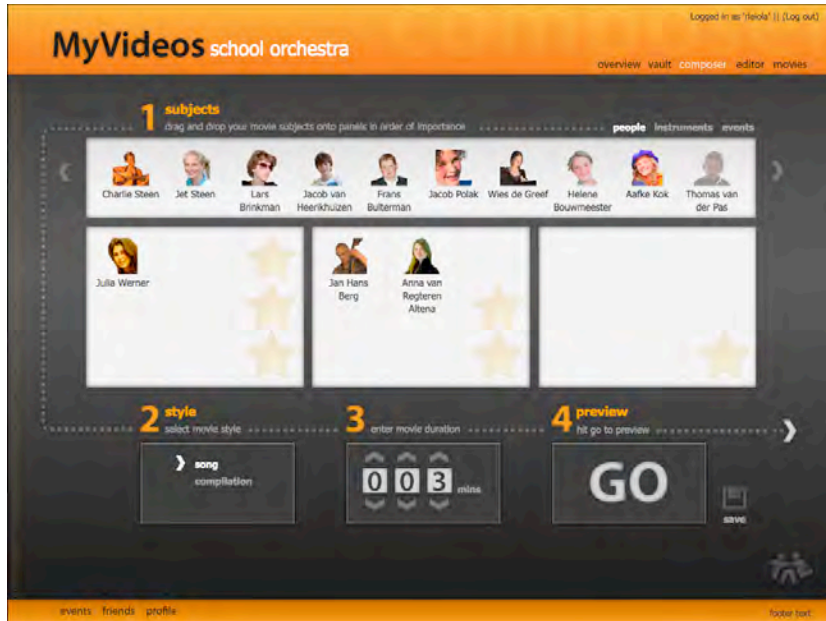 Logged in as 'rleiola' || (Log out)
MyVideos school orchestra
overview vault composer editor movies
1 subjects
drag and drop your movie subjects onto panels in order of importance
people instruments events
Charlie Steen
Jet Steen
Lars
Brinkman
Jacob van
Heerikhuizen
Frans
Bulterman
Jacob Polak
Wies de Greef
Helene
Bouwmeester
Aafke Kok
Thomas van
der Pas
Julia Werner
Jan Hans
Berg
Anna van
Regteren
Altena
2 style
select movie style
3
enter movie duration
4 preview
hit go to preview
song
compilation
0 0 3 mins
GO
save
events friends profile
footer text